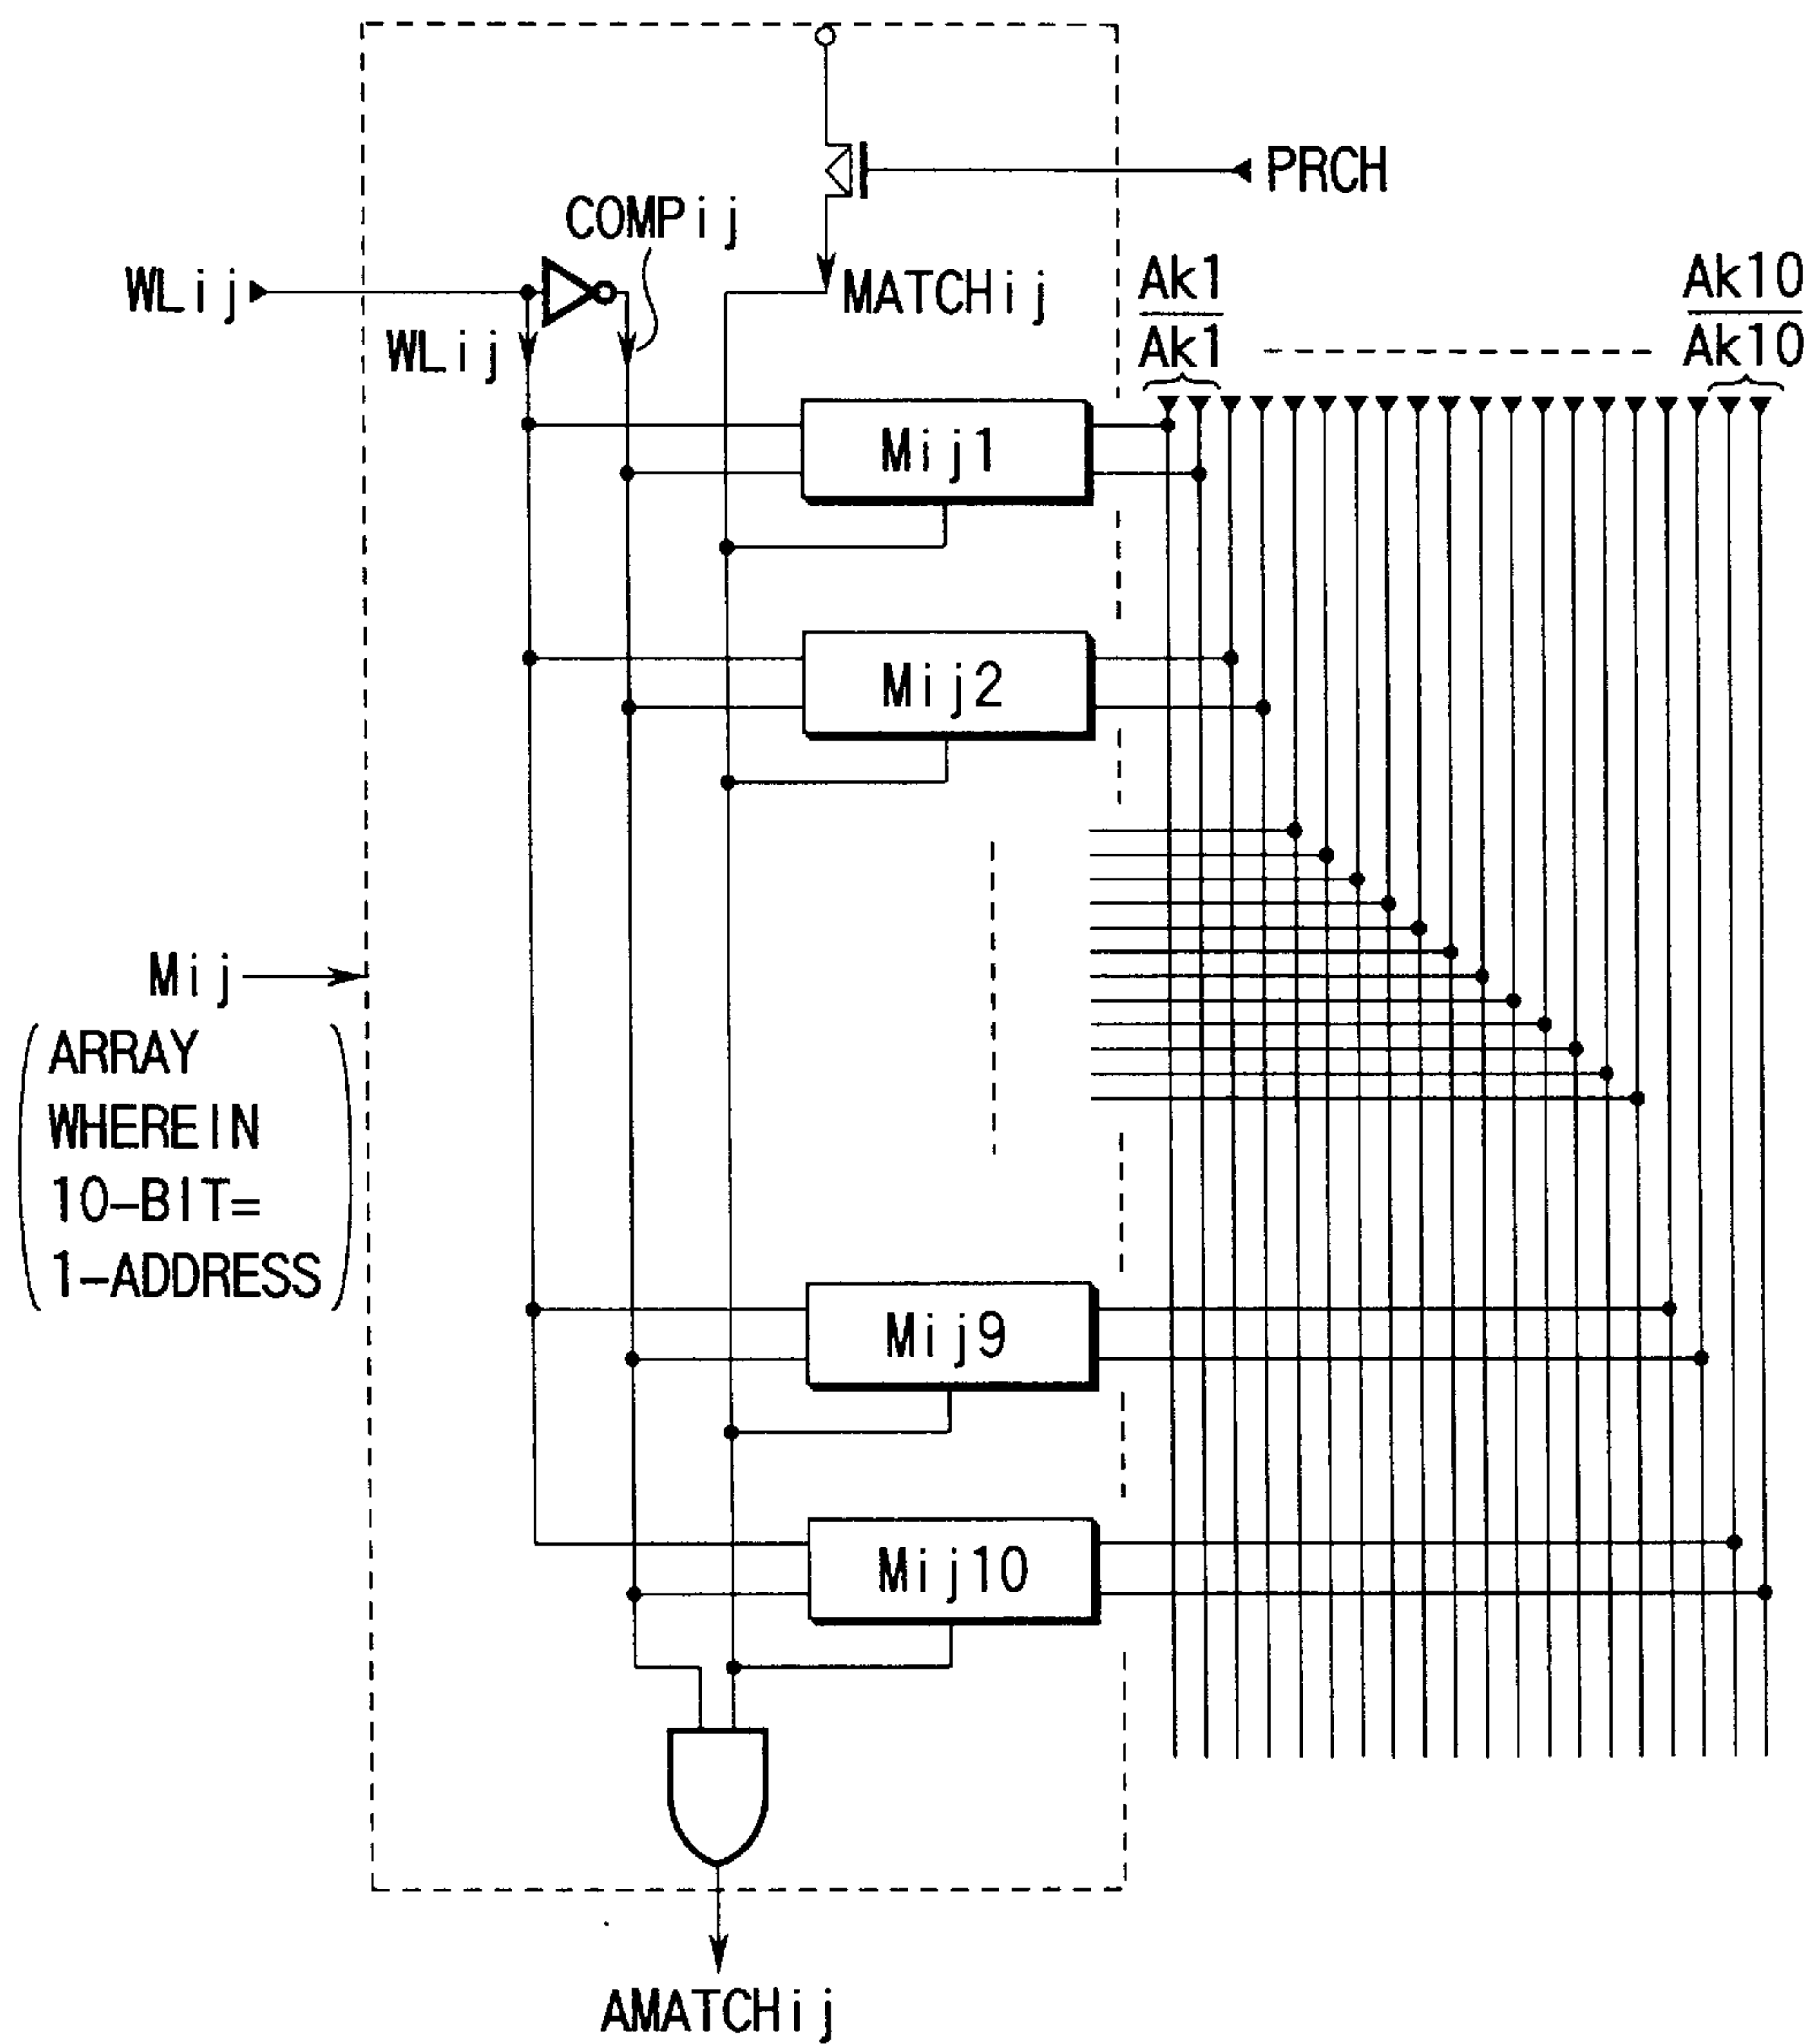 PRCH
COMPij
WLij
MATCHij
WLij
Ak1
Ak1
Ak10
Ak10
Mij1
Mij2
Mij
ARRAY
WHEREIN
10-BIT=
1-ADDRESS
Mij9
Mij10
AMATCHij